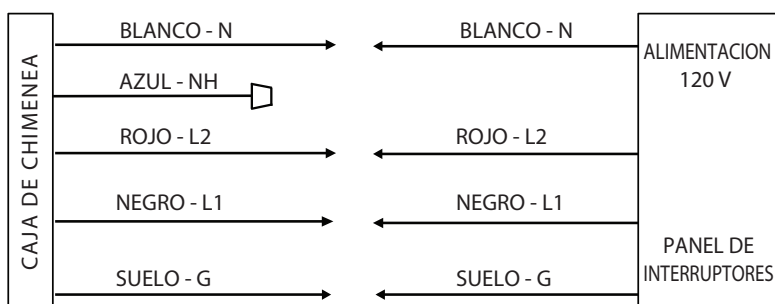 CAJA DE CHIMENEA
BLANCO - N
AZUL - NH
ROJO - L2
NEGRO - L1
SUELO - G
BLANCO - N
ROJO - L2
NEGRO - L1
SUELO - G
ALIMENTACION
120 V
PANEL DE
INTERRUPTORES